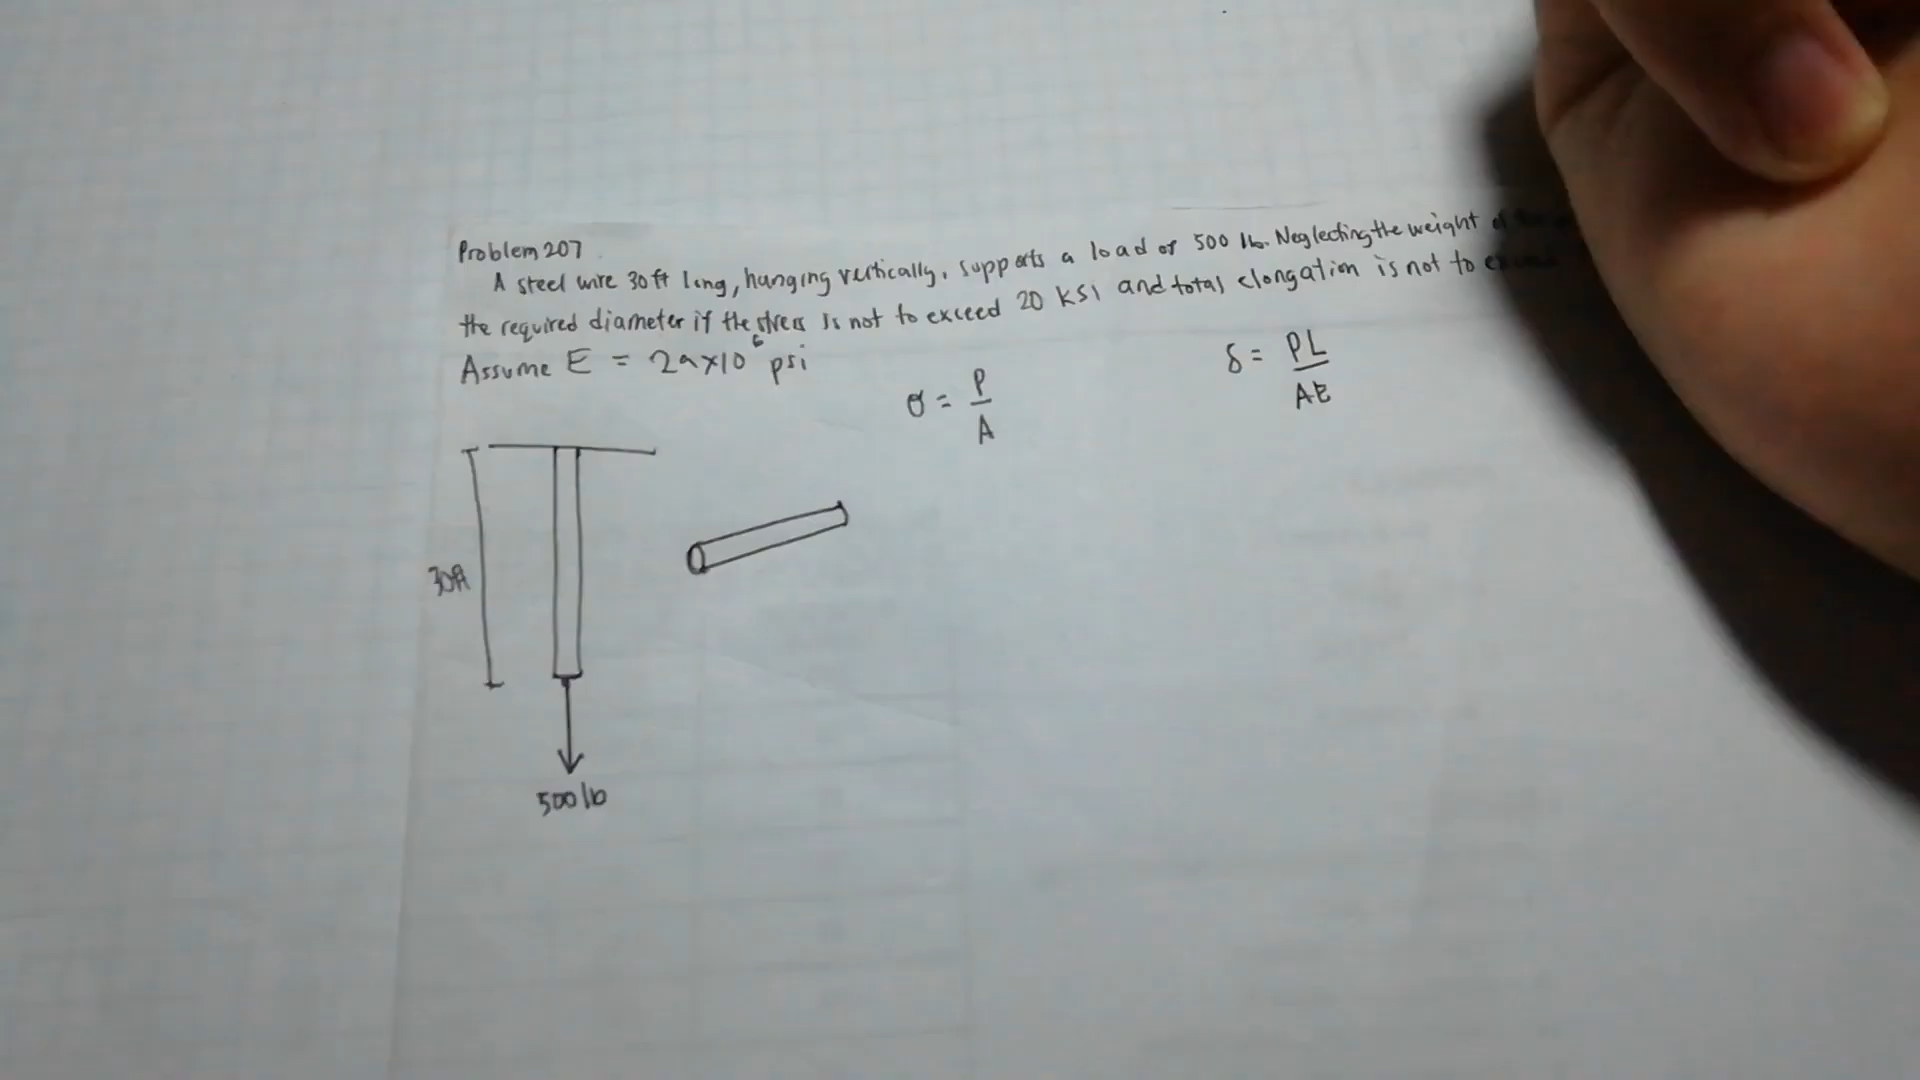 Problem 207
A steel wire 30 ft long, hanging vertically, supports a load of 500 lb. Neglecting the weight
the required diameter if the stress is not to exceed 20 ksi and total elongation is not to
Assume E = 29x10^6 psi
σ = P/A
δ = PL/AE
30ft
500 lb